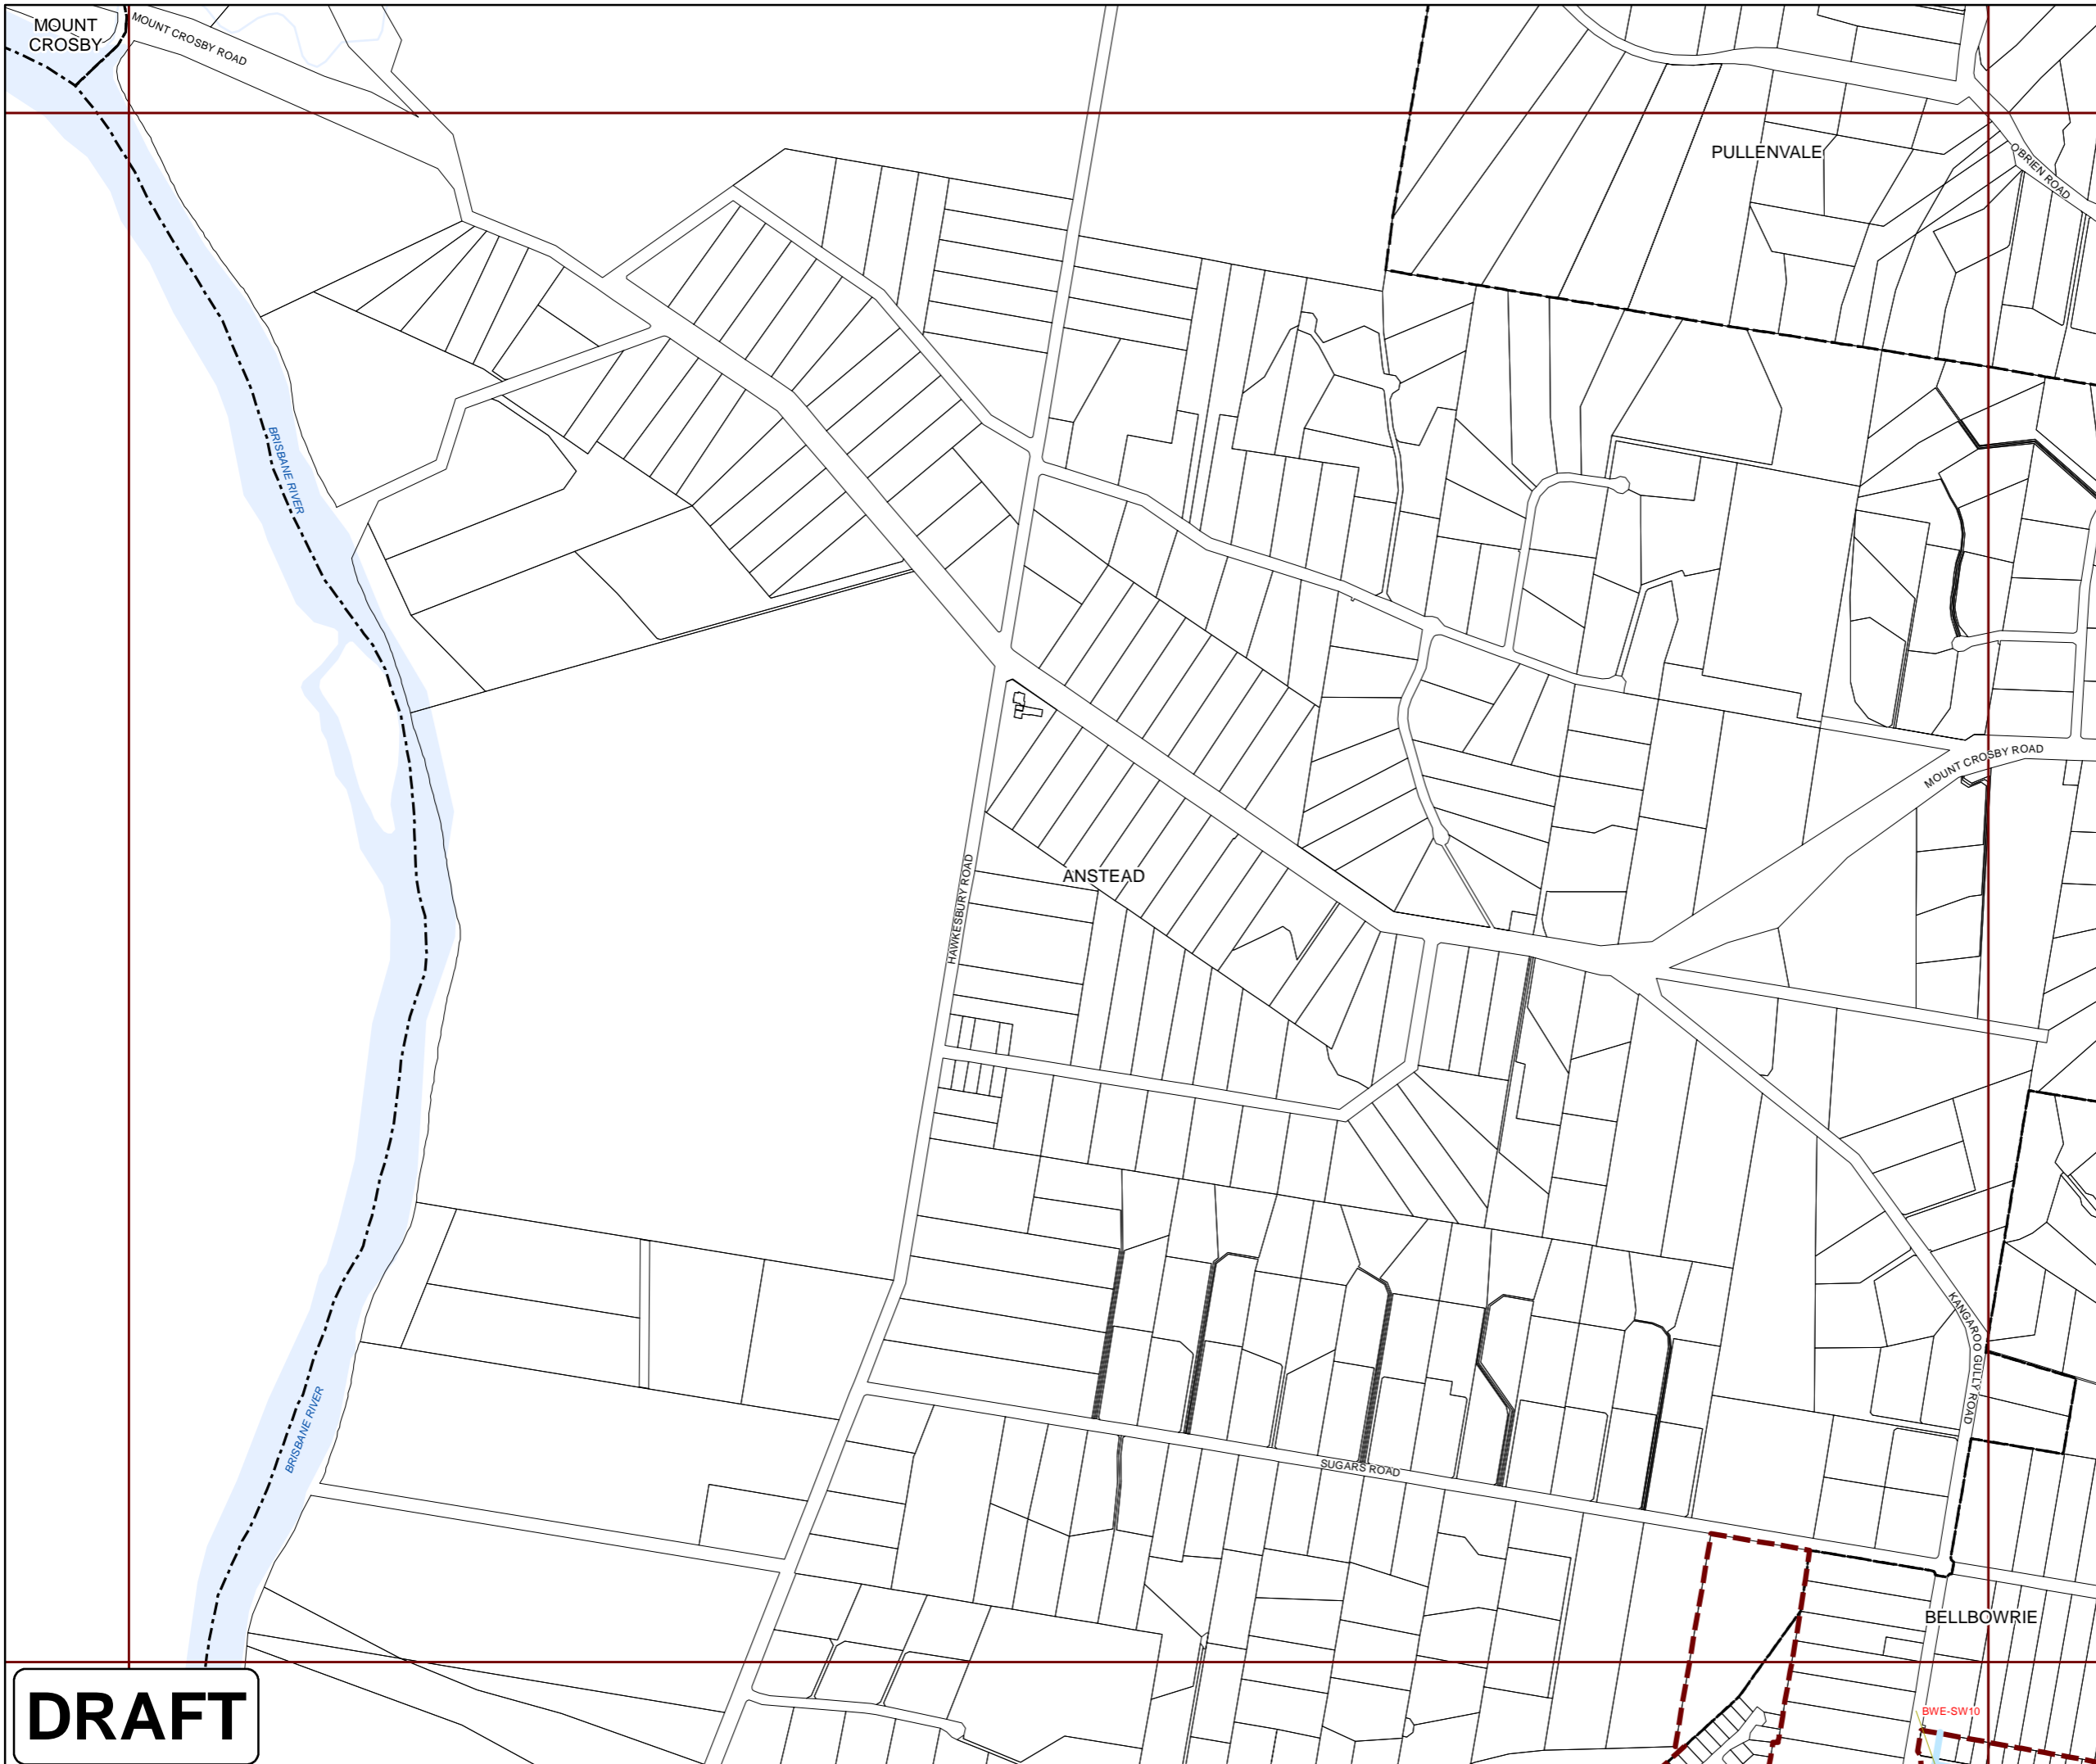 MOUNT
CROSBY
MOUNT CROSBY ROAD
PULLENVALE
O'BRIEN ROAD
BRISBANE RIVER
MOUNT CROSBY ROAD
ANSTEAD
HAWKESBURY ROAD
KANGAROO GULLY ROAD
BRISBANE RIVER
SUGARS ROAD
BELLBOWRIE
DRAFT
BWE-SW10